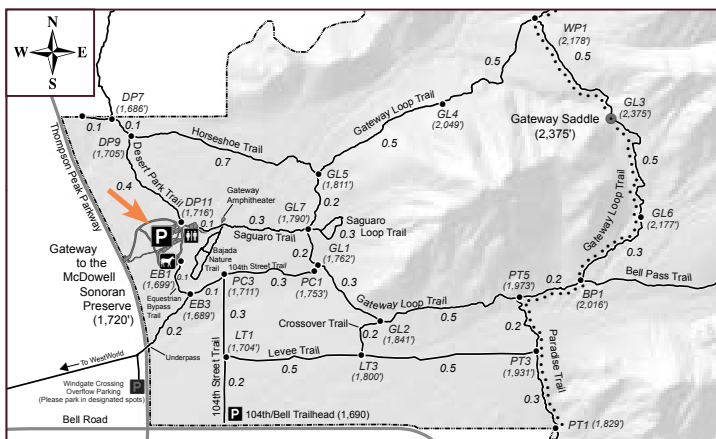 N
W E
S
WP1
(2,178')
0.5
0.5
DP7
(1,686')
0.1
0.1
DP9
(1,705')
Horseshoe Trail
0.7
Gateway Loop Trail
GL4
(2,049')
0.5
GL3
(2,375')
Gateway Saddle
(2,375')
0.5
Thompson Peak Parkway
Desert Park Trail
0.4
GL5
(1,811')
0.2
DP11
(1,716')
Gateway
Amphitheater
GL7
(1,790')
0.1
0.3
Saguaro Trail
Saguaro
Loop Trail
0.3
Gateway Loop Trail
GL6
(2,177')
0.3
P
Gateway
to the
McDowell
Sonoran
Preserve
(1,720')
Bajada
Nature
Trail
EB1
(1,699')
0.1
104th Street Trail
0.2
GL1
(1,762')
PT5
(1,973')
0.2
Bell Pass Trail
BP1
(2,016')
Equestrian
Bypass
Trail
EB3
(1,689')
0.1
PC3
(1,711')
PC1
(1,753')
0.3
Gateway Loop Trail
0.5
Crossover Trail
GL2
(1,841')
0.2
0.2
0.3
LT1
(1,704')
Levee Trail
0.5
LT3
(1,800')
0.5
0.3
PT3
(1,931')
Paradise Trail
0.3
Underpass
To WestWorld
P
Windgate Crossing
Overflow Parking
(Please park in designated spots)
104th Street Trail
0.2
Bell Road
P 104th/Bell Trailhead (1,690)
PT1 (1,829')